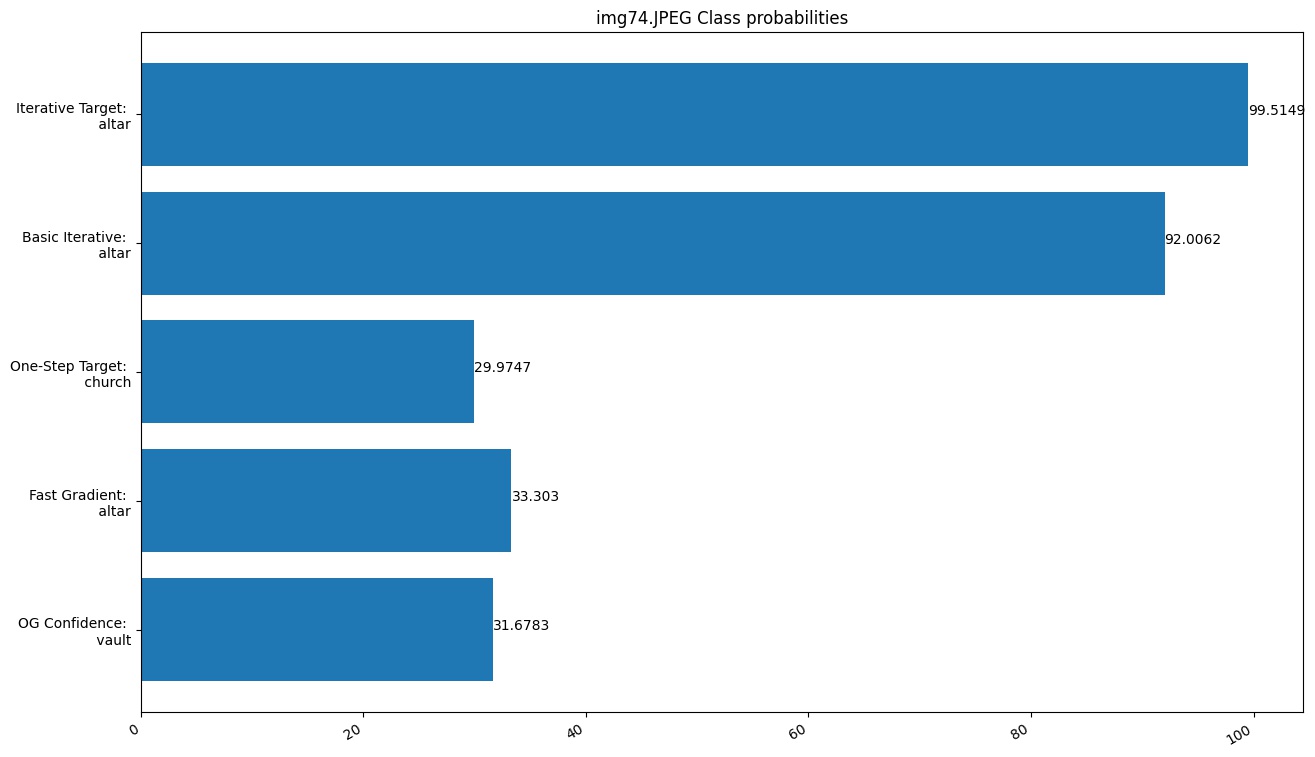 img74.JPEG Class probabilities
Iterative Target:
altar
99.5149
Basic Iterative:
altar
92.0062
One-Step Target:
church
29.9747
Fast Gradient:
altar
33.303
OG Confidence:
vault
31.6783
0
20
40
60
80
100